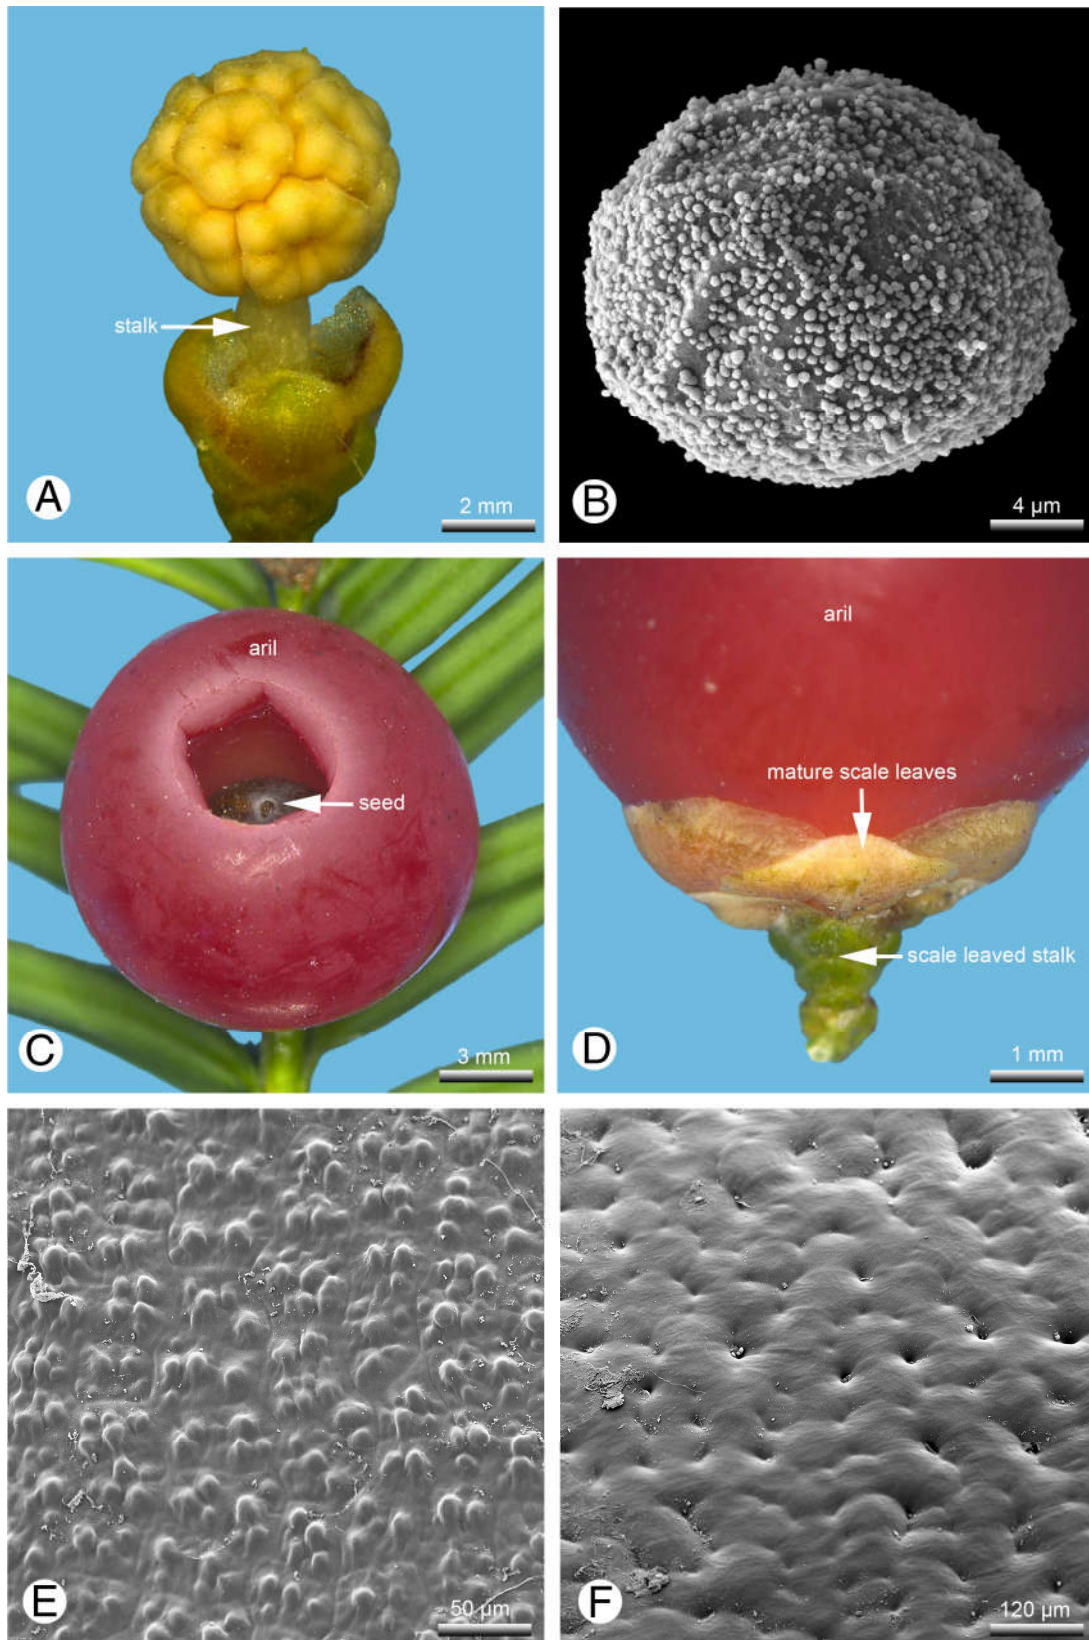 stalk
A
2 mm
B
4 µm
aril
seed
C
3 mm
aril
mature scale leaves
scale leaved stalk
D
1 mm
E
50 µm
F
120 µm